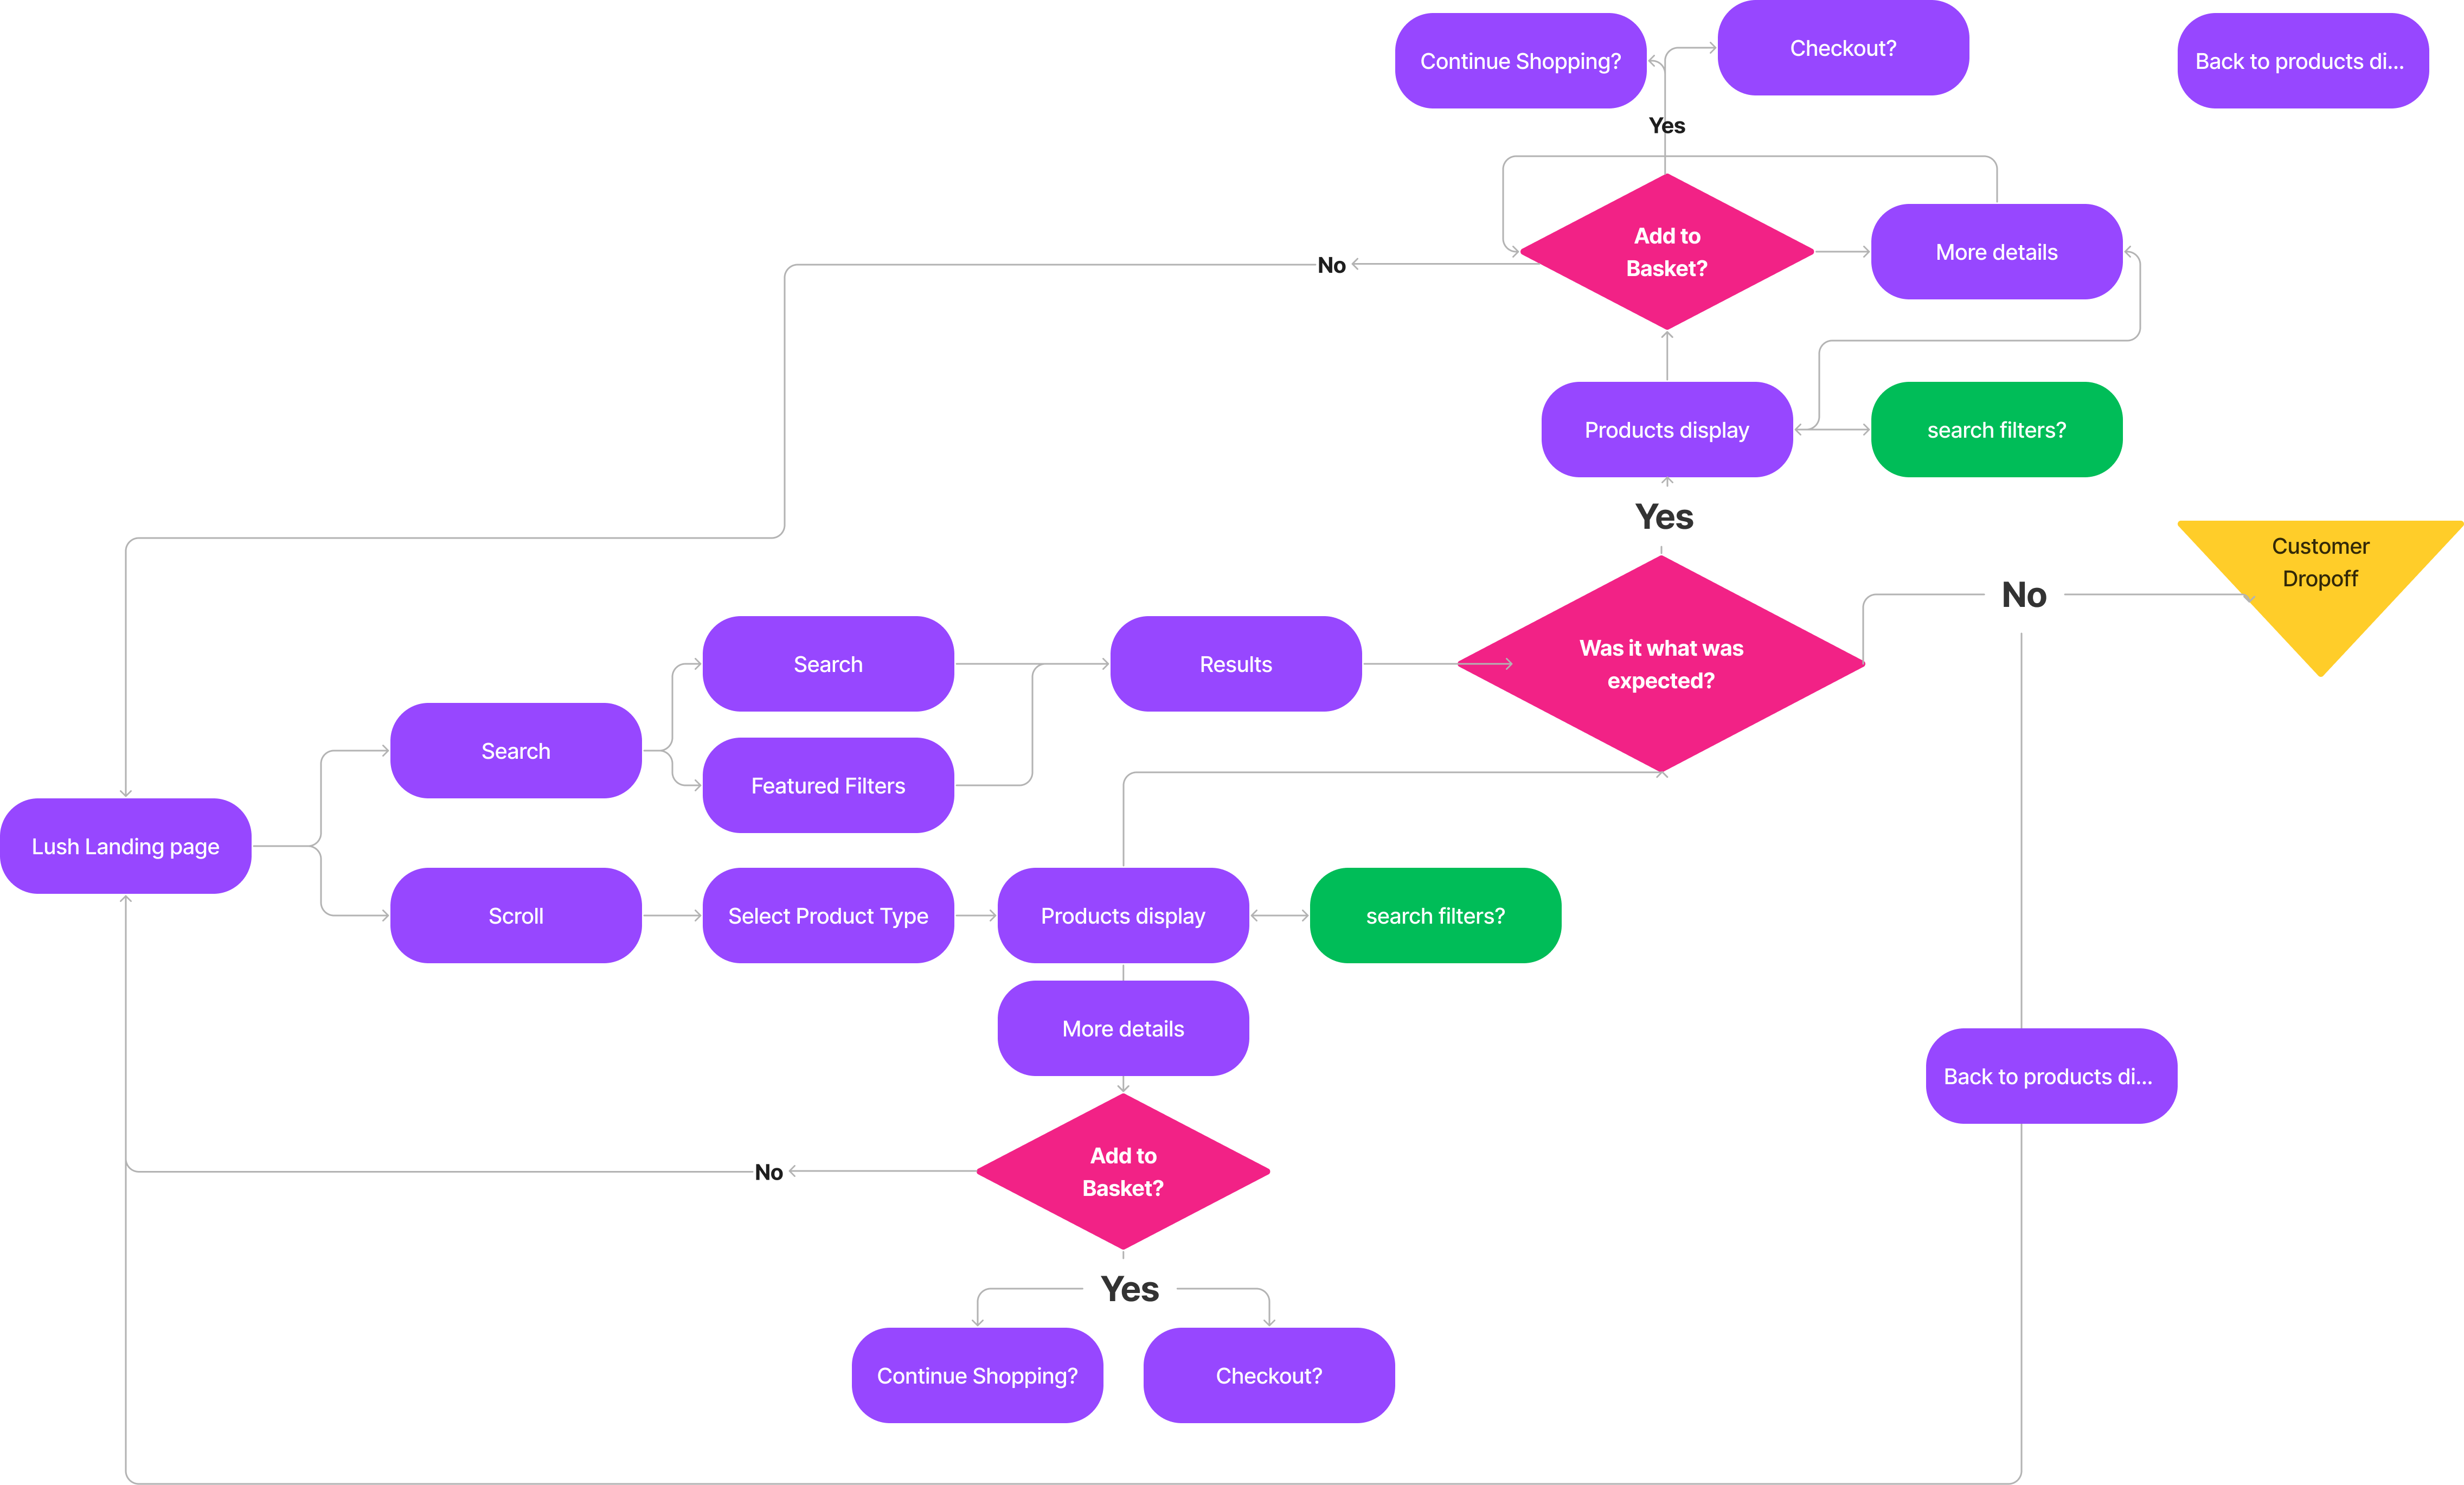 Continue Shopping?
Checkout?
Back to products di...
Yes
Add to
Basket?
More details
No
Products display
search filters?
Yes
Customer
Dropoff
No
Was it what was
expected?
Search
Results
Search
Featured Filters
Lush Landing page
Scroll
Select Product Type
Products display
search filters?
More details
Back to products di...
Add to
Basket?
No
Yes
Continue Shopping?
Checkout?